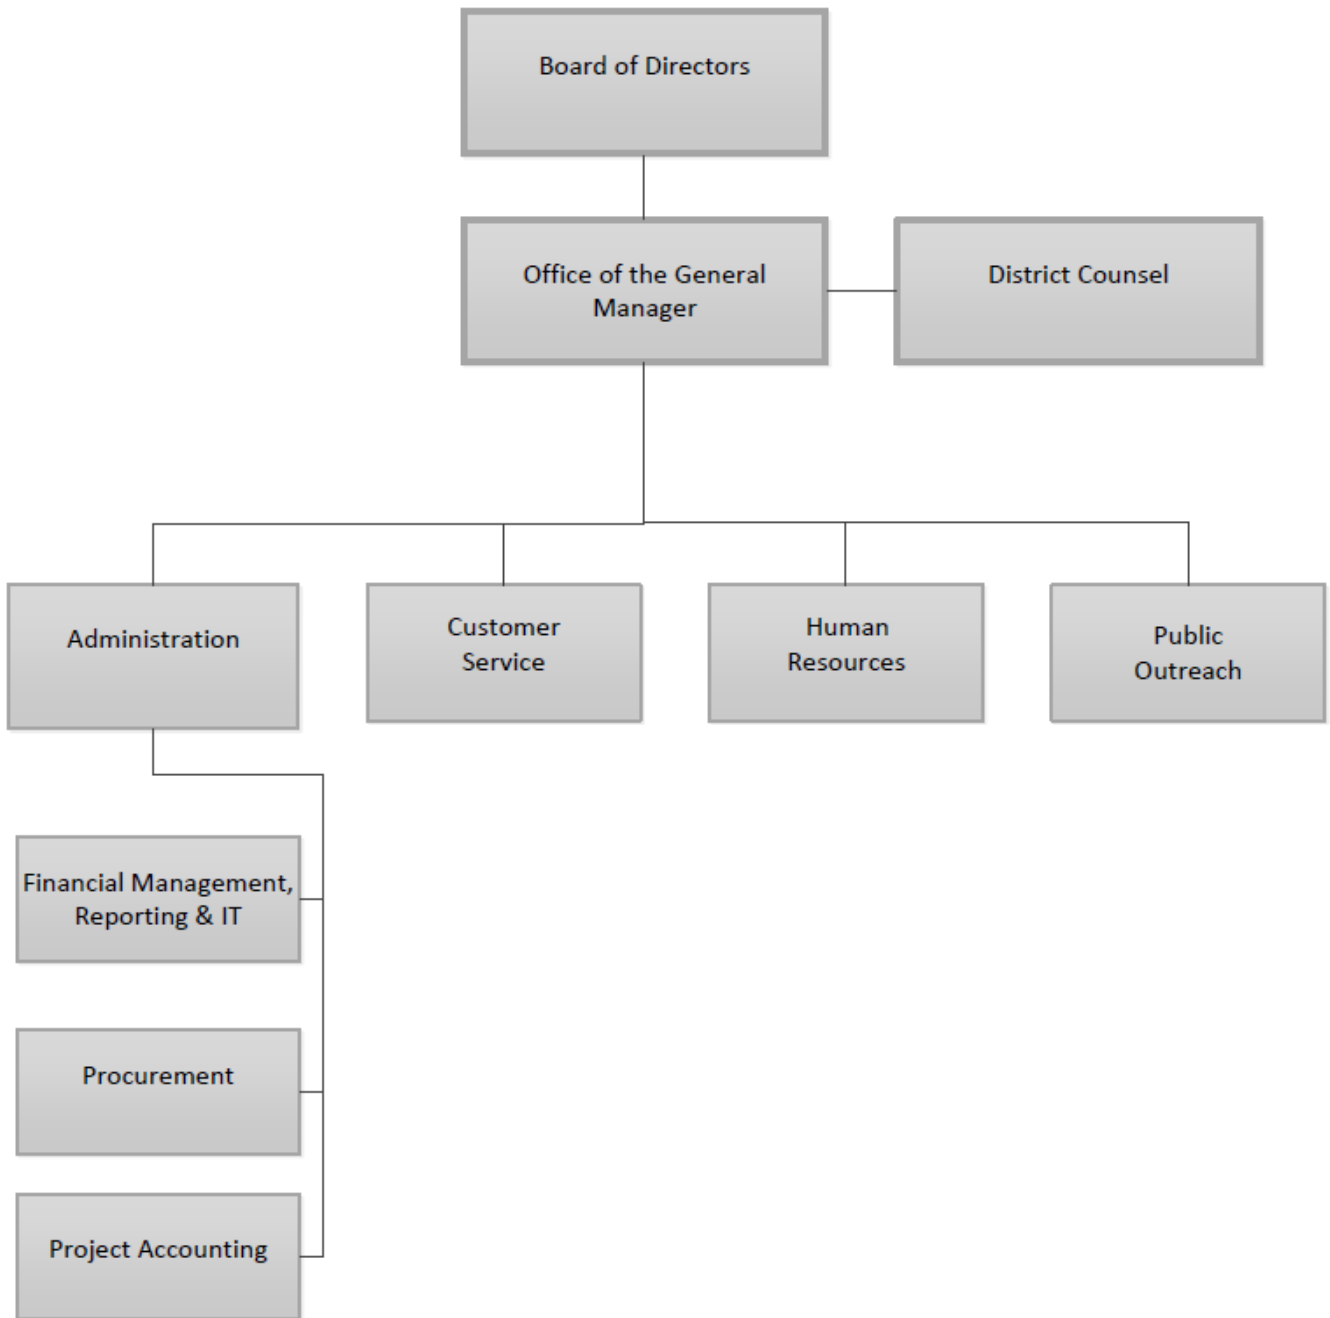 Board of Directors
Office of the General
Manager
District Counsel
Administration
Customer
Service
Human
Resources
Public
Outreach
Financial Management,
Reporting & IT
Procurement
Project Accounting